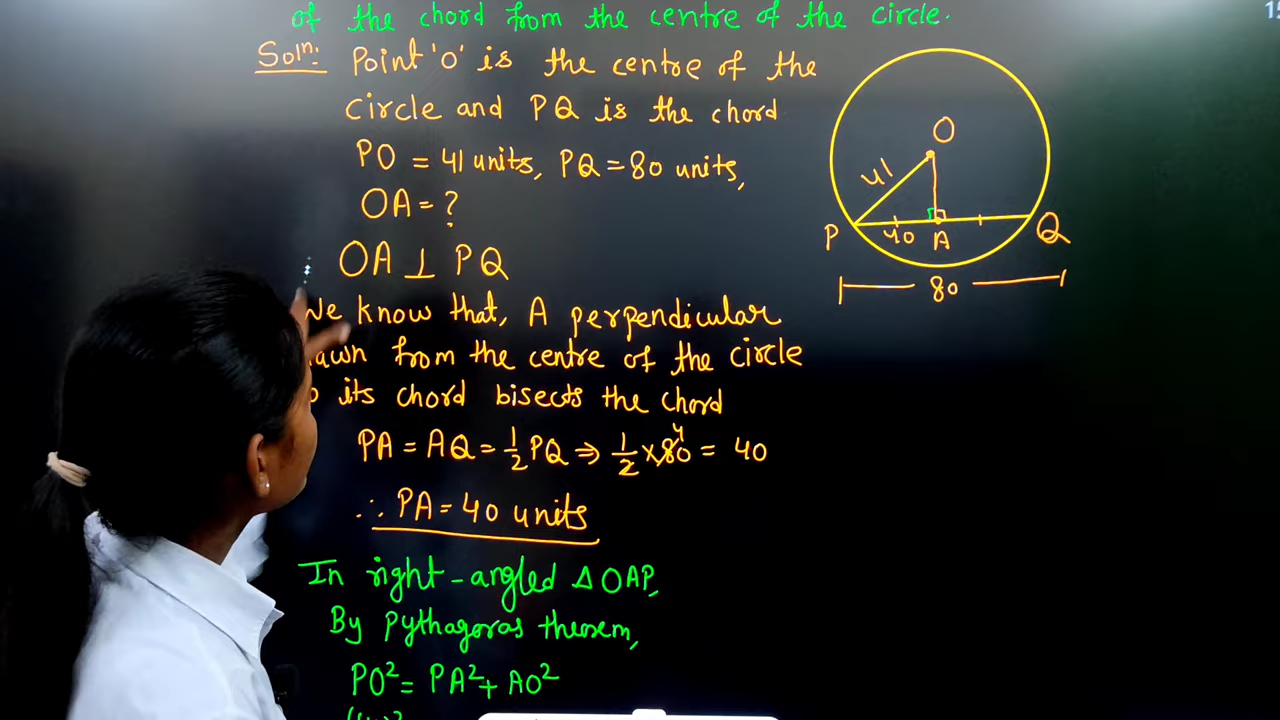 of the chord from the centre of the circle.
Solⁿ: Point 'O' is the centre of the
circle and PQ is the chord
PO = 41 units, PQ = 80 units,
OA = ?
OA ⊥ PQ
We know that, A perpendicular
from the centre of the circle
its chord bisects the chord
PA = AQ = 1/2 PQ ⇒ 1/2 × 80 4 = 40
∴ PA = 40 units
In right-angled Δ OAP,
By Pythagoras theorem,
PO² = PA² + AO²
O
41
P
40
A
Q
80